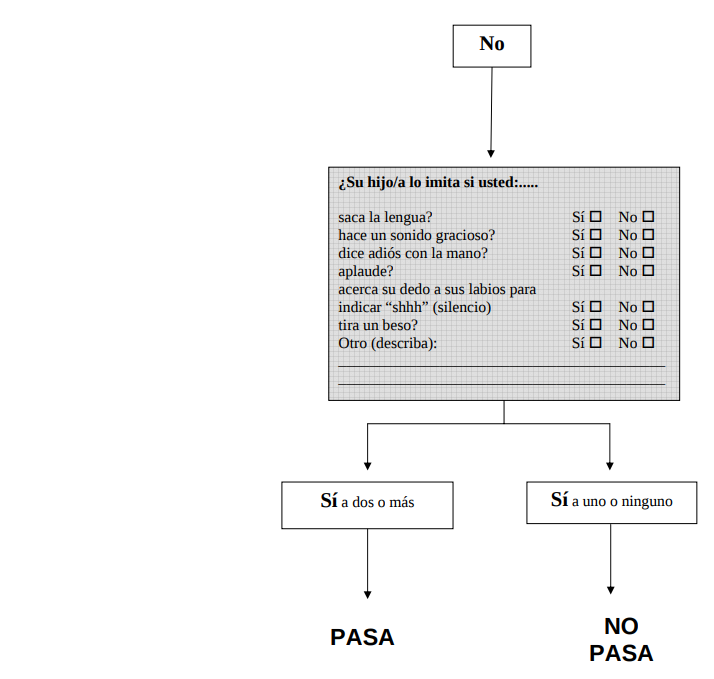 No
¿Su hijo/a lo imita si usted:.....
saca la lengua? Sí ☐ No ☐
hace un sonido gracioso? Sí ☐ No ☐
dice adiós con la mano? Sí ☐ No ☐
aplaude? Sí ☐ No ☐
acerca su dedo a sus labios para
indicar “shhh” (silencio) Sí ☐ No ☐
tira un beso? Sí ☐ No ☐
Otro (describa): Sí ☐ No ☐
Sí a dos o más
Sí a uno o ninguno
PASA
NO
PASA